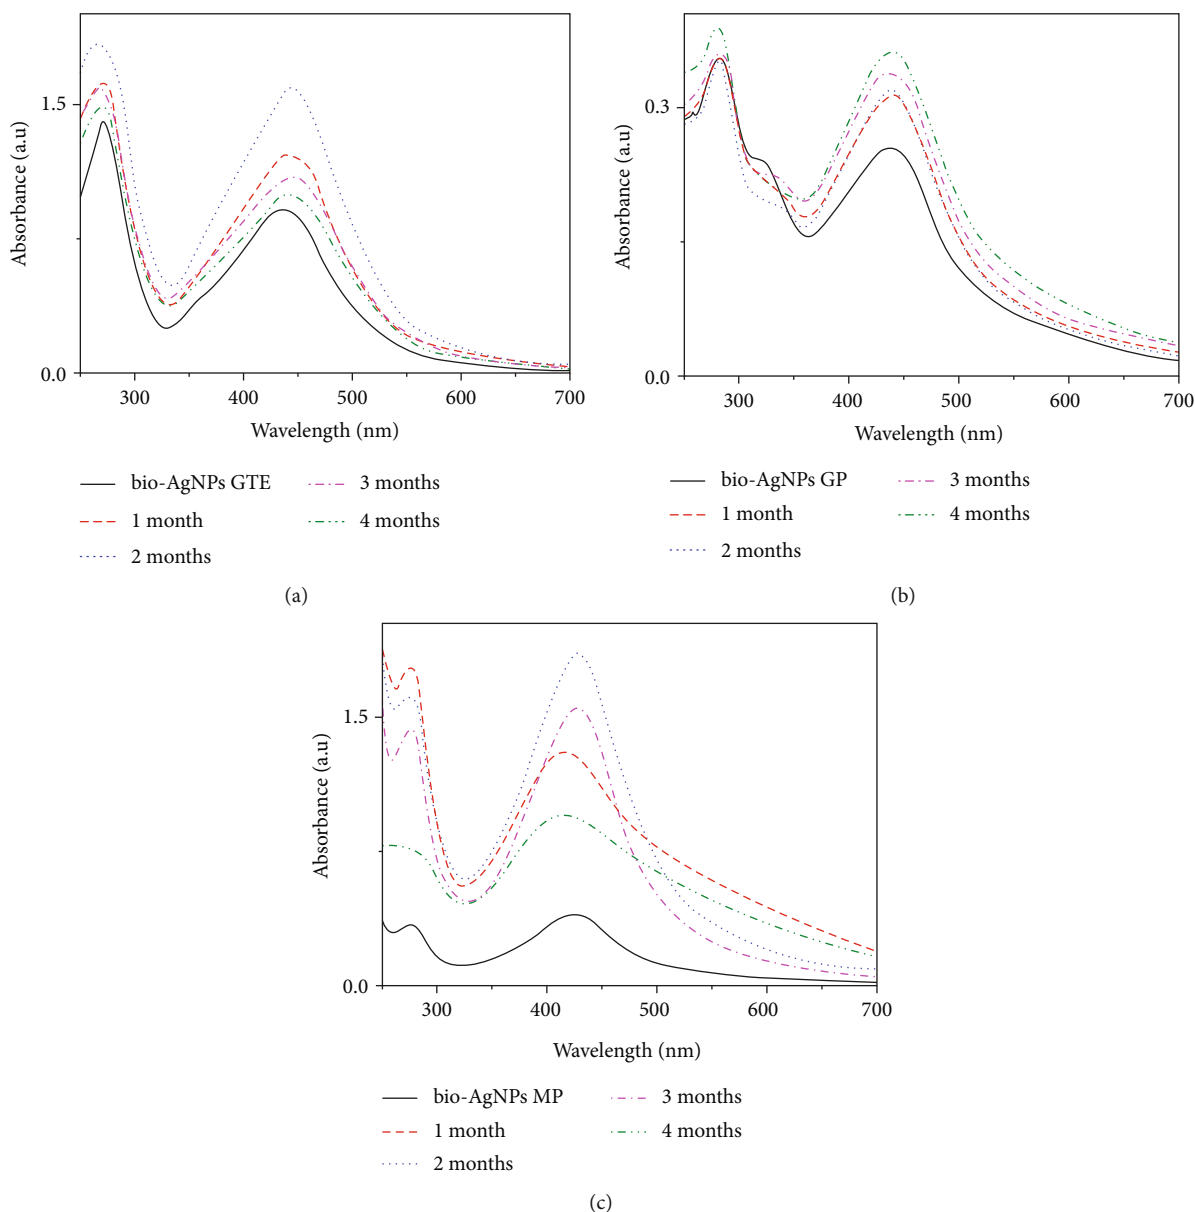 1.5
0.0
Absorbance (a.u)
300 400 500 600 700
Wavelength (nm)
bio-AgNPs GTE
1 month
2 months
3 months
4 months
(a)
0.3
0.0
Absorbance (a.u)
300 400 500 600 700
Wavelength (nm)
bio-AgNPs GP
1 month
2 months
3 months
4 months
(b)
1.5
0.0
Absorbance (a.u)
300 400 500 600 700
Wavelength (nm)
bio-AgNPs MP
1 month
2 months
3 months
4 months
(c)